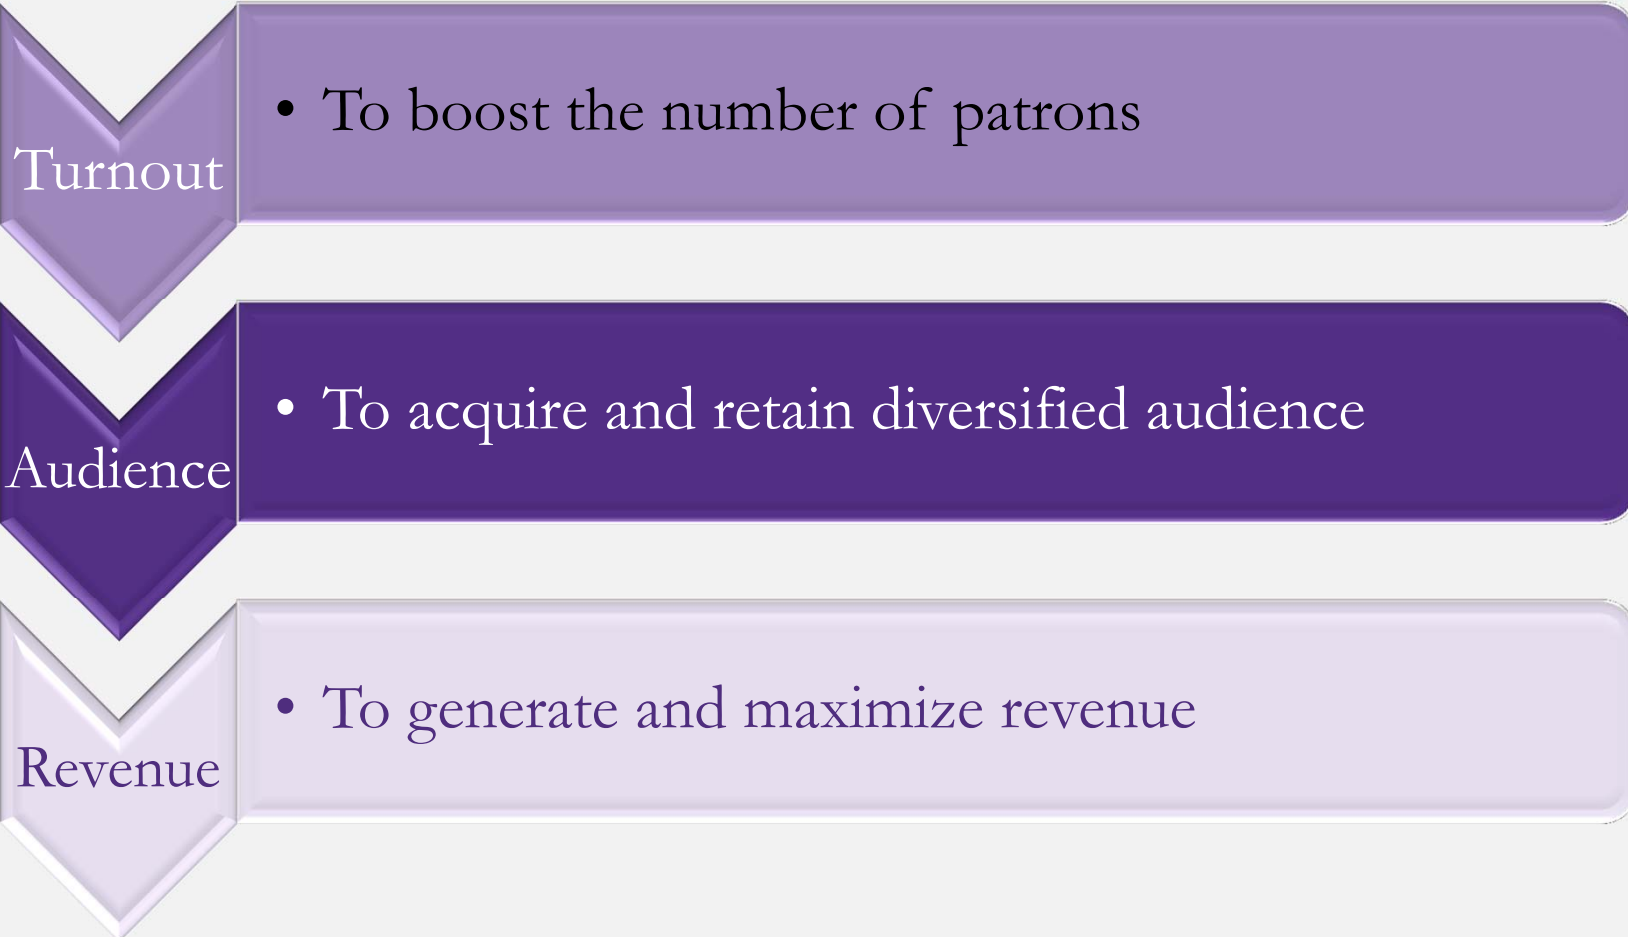 Turnout
• To boost the number of patrons
Audience
• To acquire and retain diversified audience
Revenue
• To generate and maximize revenue